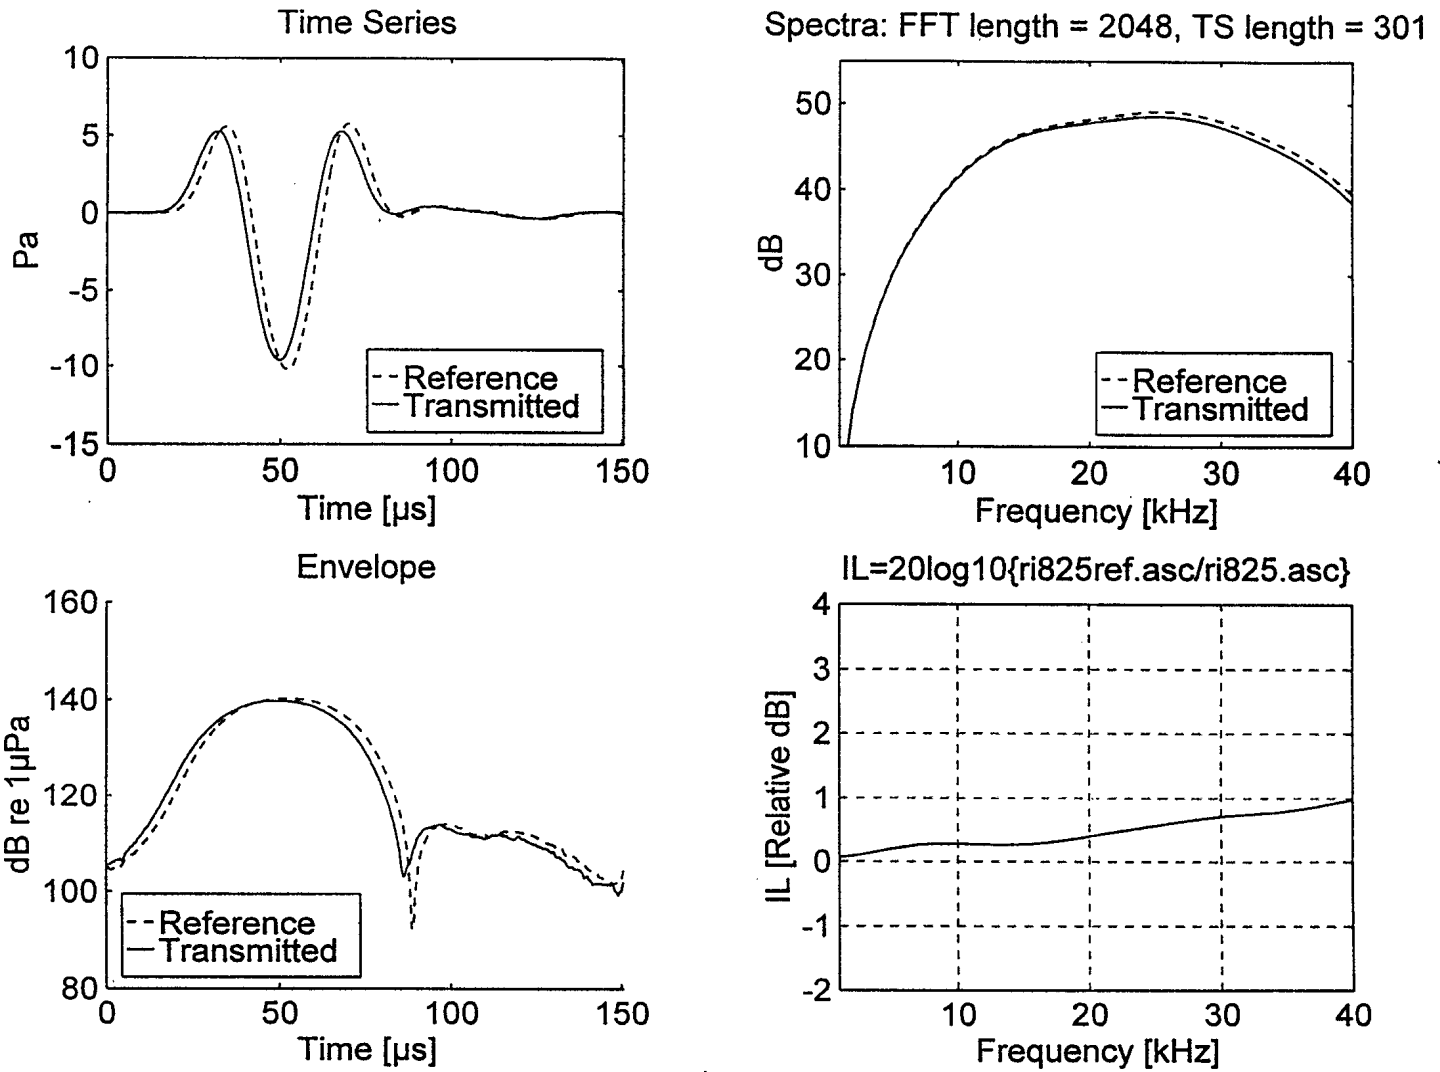 Time Series
10
5
0
-5
-10
-15
Pa
0 50 100 150
Time [µs]
Reference
Transmitted
Spectra: FFT length = 2048, TS length = 301
50
40
30
20
10
dB
10 20 30 40
Frequency [kHz]
Reference
Transmitted
Envelope
160
140
120
100
80
dB re 1µPa
0 50 100 150
Time [µs]
Reference
Transmitted
IL=20log10{ri825ref.asc/ri825.asc}
4
3
2
1
0
-1
-2
IL [Relative dB]
10 20 30 40
Frequency [kHz]